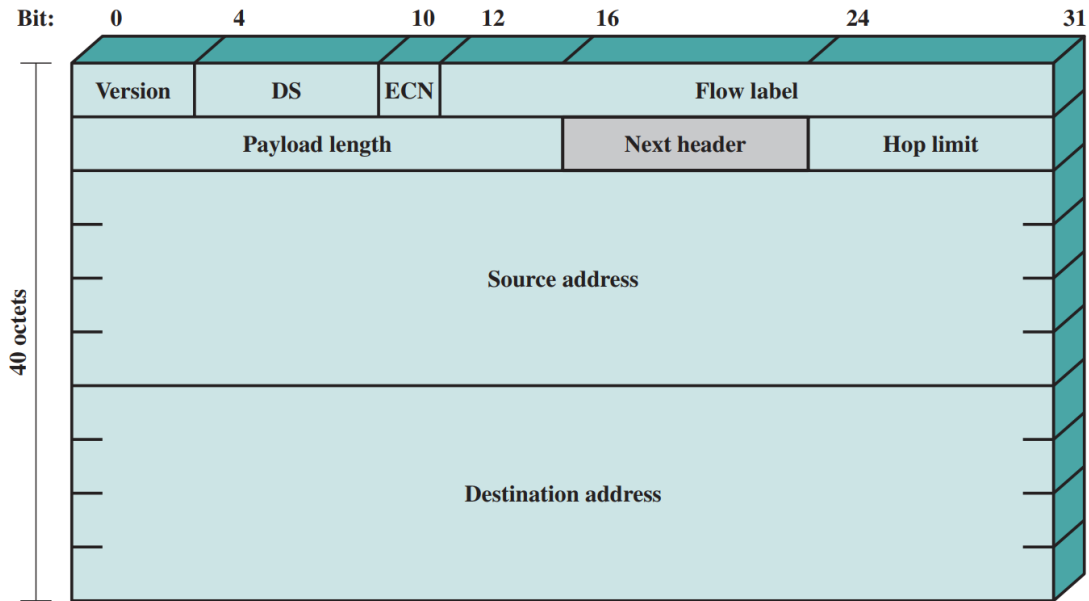 Bit: 0 4 10 12 16 24 31
Version DS ECN Flow label
Payload length Next header Hop limit
Source address
40 octets
Destination address